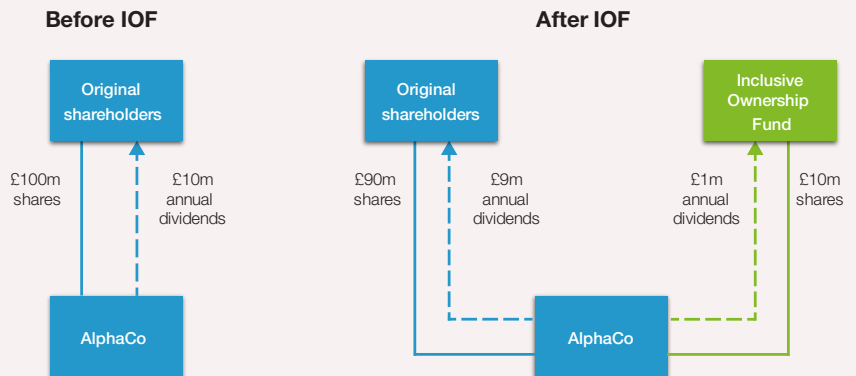 Before IOF
Original
shareholders
£100m
shares
£10m
annual
dividends
AlphaCo
After IOF
Original
shareholders
Inclusive
Ownership
Fund
£90m
shares
£9m
annual
dividends
£1m
annual
dividends
£10m
shares
AlphaCo